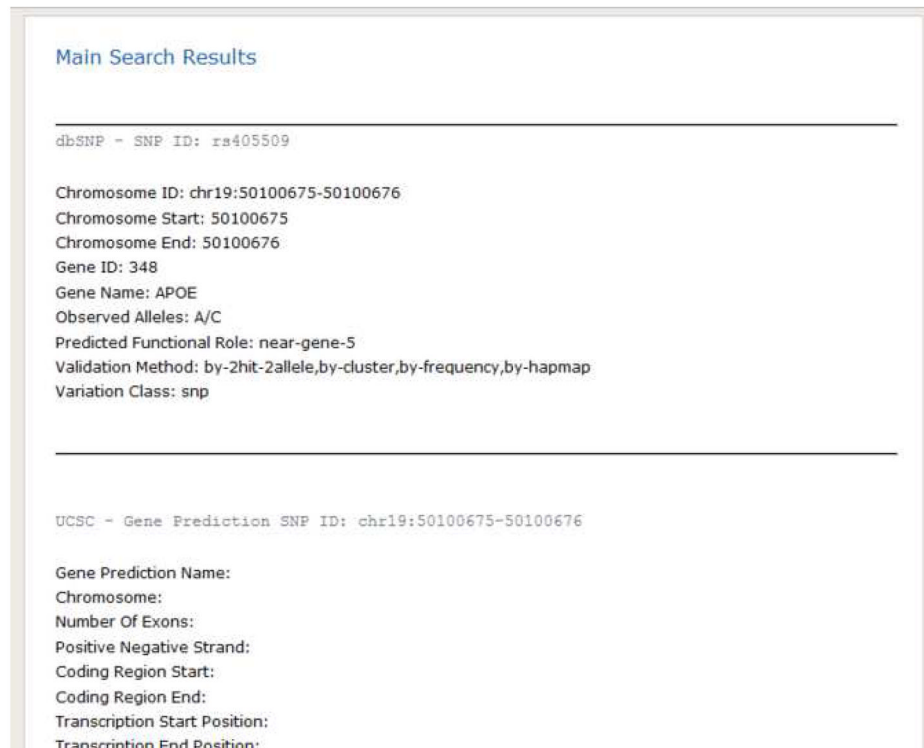 Main Search Results
dbSNP - SNP ID: rs405509
Chromosome ID: chr19:50100675-50100676
Chromosome Start: 50100675
Chromosome End: 50100676
Gene ID: 348
Gene Name: APOE
Observed Alleles: A/C
Predicted Functional Role: near-gene-5
Validation Method: by-2hit-2allele,by-cluster,by-frequency,by-hapmap
Variation Class: snp
UCSC - Gene Prediction SNP ID: chr19:50100675-50100676
Gene Prediction Name:
Chromosome:
Number Of Exons:
Positive Negative Strand:
Coding Region Start:
Coding Region End:
Transcription Start Position:
Transcription End Position: